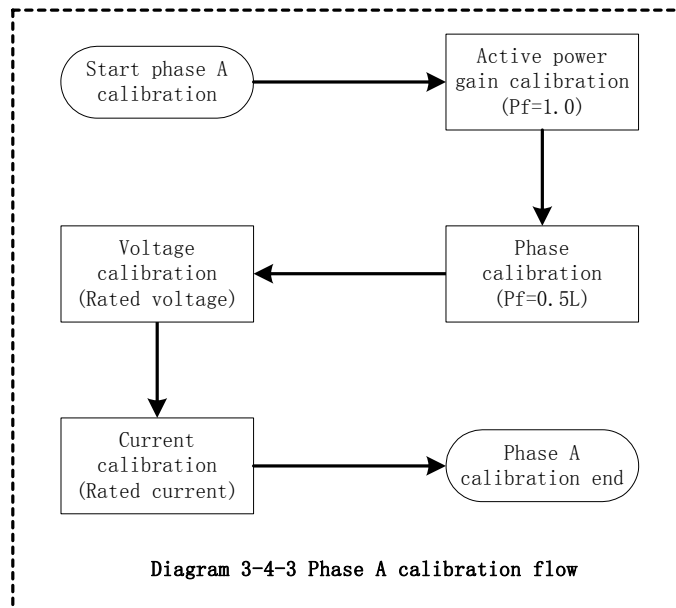 Start phase A
calibration
Active power
gain calibration
(Pf=1.0)
Phase
calibration
(Pf=0.5L)
Voltage
calibration
(Rated voltage)
Current
calibration
(Rated current)
Phase A
calibration end
Diagram 3-4-3 Phase A calibration flow